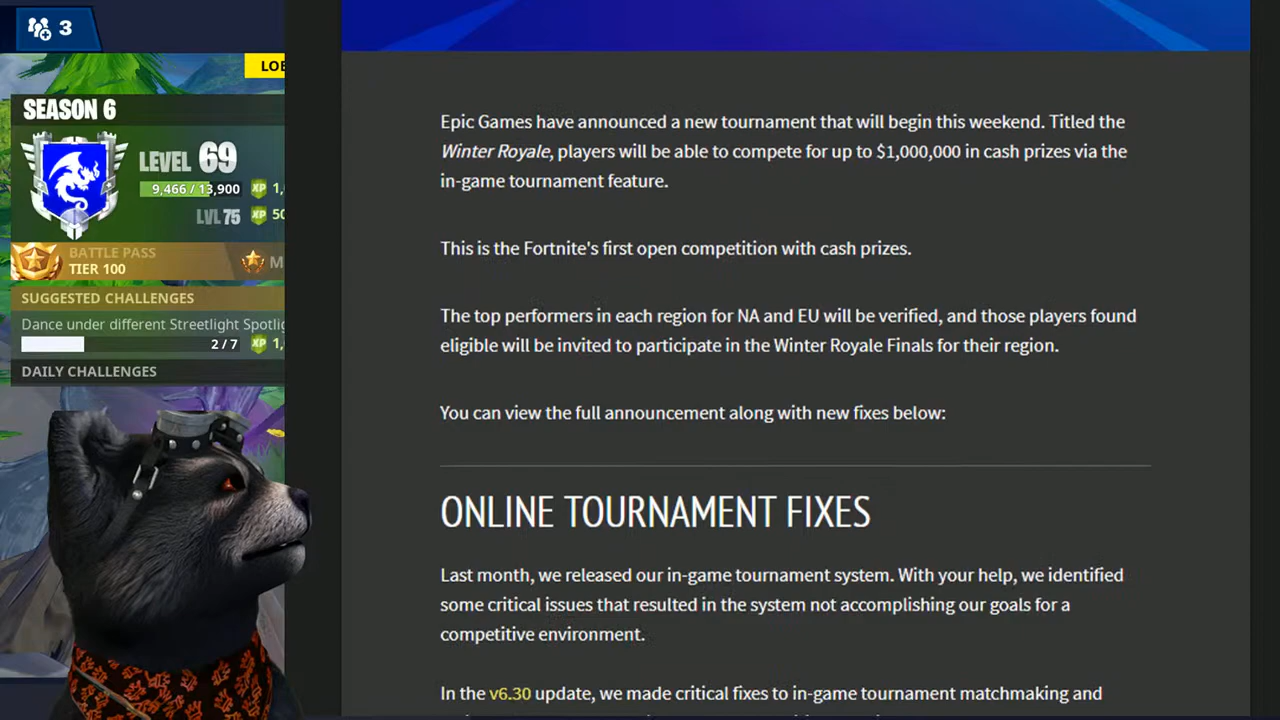 3
LOB
SEASON 6
LEVEL 69
9,466 / 13,900
XP 1,
LVL 75
XP 50
BATTLE PASS
TIER 100
M
SUGGESTED CHALLENGES
Dance under different Streetlight Spotlig
2 / 7
XP 1,
DAILY CHALLENGES
Epic Games have announced a new tournament that will begin this weekend. Titled the
Winter Royale, players will be able to compete for up to $1,000,000 in cash prizes via the
in-game tournament feature.
This is the Fortnite's first open competition with cash prizes.
The top performers in each region for NA and EU will be verified, and those players found
eligible will be invited to participate in the Winter Royale Finals for their region.
You can view the full announcement along with new fixes below:
ONLINE TOURNAMENT FIXES
Last month, we released our in-game tournament system. With your help, we identified
some critical issues that resulted in the system not accomplishing our goals for a
competitive environment.
In the v6.30 update, we made critical fixes to in-game tournament matchmaking and